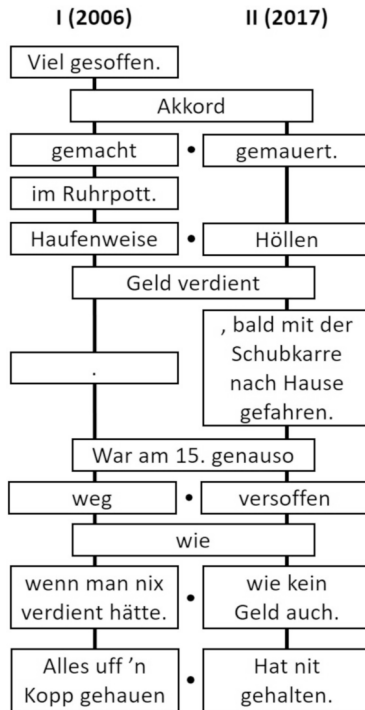 I (2006) II (2017)
Viel gesoffen.
Akkord
gemacht • gemauert.
im Ruhrpott.
Haufenweise • Höllen
Geld verdient
, bald mit der
Schubkarre
nach Hause
gefahren.
.
War am 15. genauso
weg • versoffen
wie
wenn man nix
verdient hätte.
•
wie kein
Geld auch.
Alles uff ’n
Kopp gehauen
•
Hat nit
gehalten.